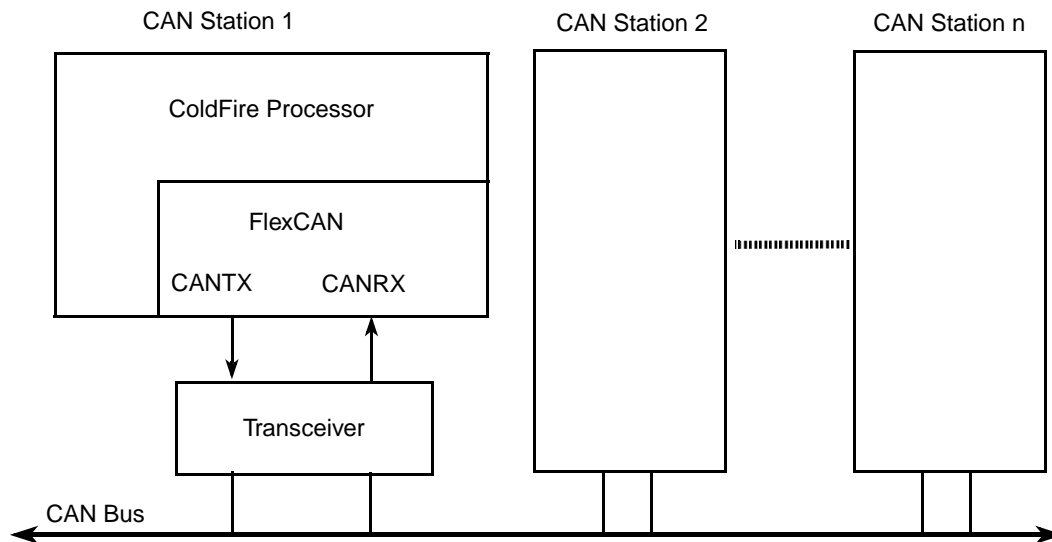 CAN Station 1
CAN Station 2
CAN Station n
ColdFire Processor
FlexCAN
CANTX
CANRX
Transceiver
CAN Bus